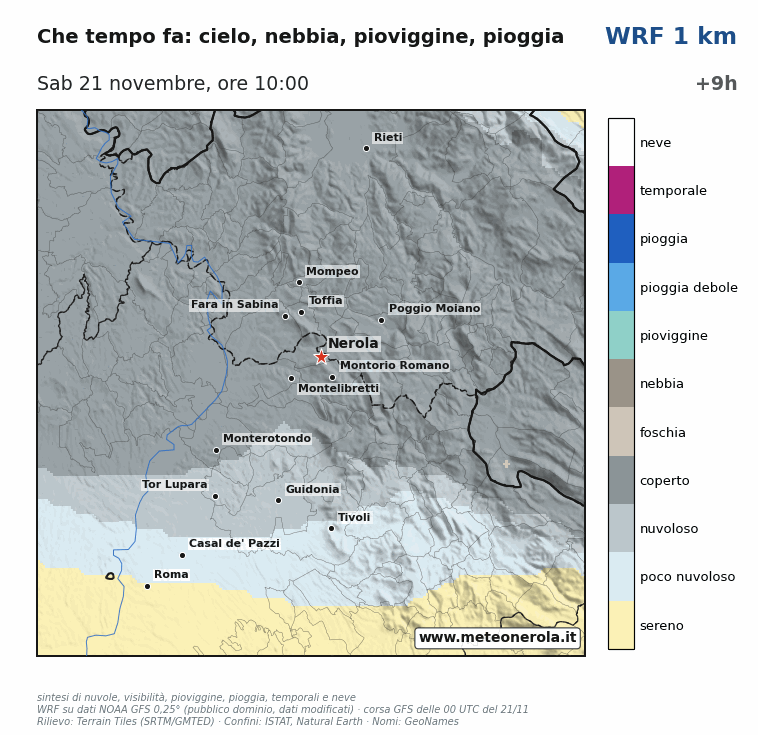 Che tempo fa: cielo, nebbia, pioviggine, pioggia
WRF 1 km
Sab 21 novembre, ore 10:00
+9h
Rieti
Mompeo
Fara in Sabina
Toffia
Poggio Moiano
Nerola
Montorio Romano
Montelibretti
Monterotondo
Tor Lupara
Guidonia
Tivoli
Casal de' Pazzi
Roma
www.meteonerola.it
neve
temporale
pioggia
pioggia debole
pioviggine
nebbia
foschia
coperto
nuvoloso
poco nuvoloso
sereno
sintesi di nuvole, visibilità, pioviggine, pioggia, temporali e neve
WRF su dati NOAA GFS 0,25° (pubblico dominio, dati modificati) · corsa GFS delle 00 UTC del 21/11
Rilievo: Terrain Tiles (SRTM/GMTED) · Confini: ISTAT, Natural Earth · Nomi: GeoNames